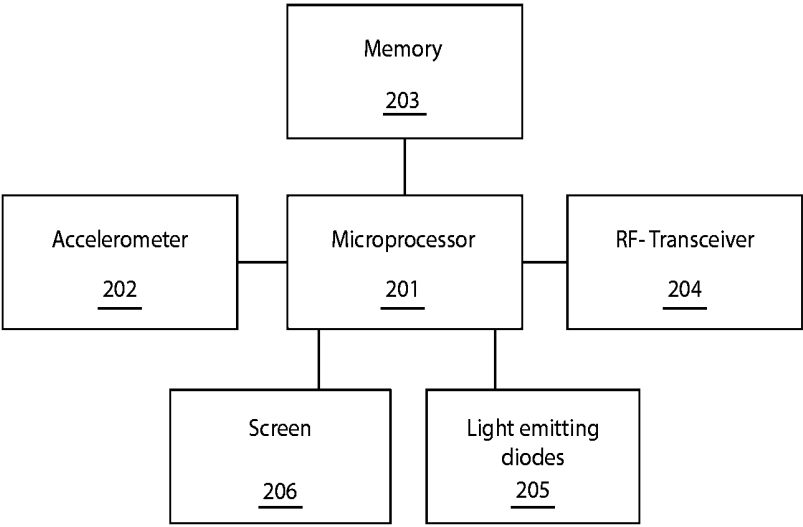 Memory
203
Accelerometer
202
Microprocessor
201
RF- Transceiver
204
Screen
206
Light emitting
diodes
205